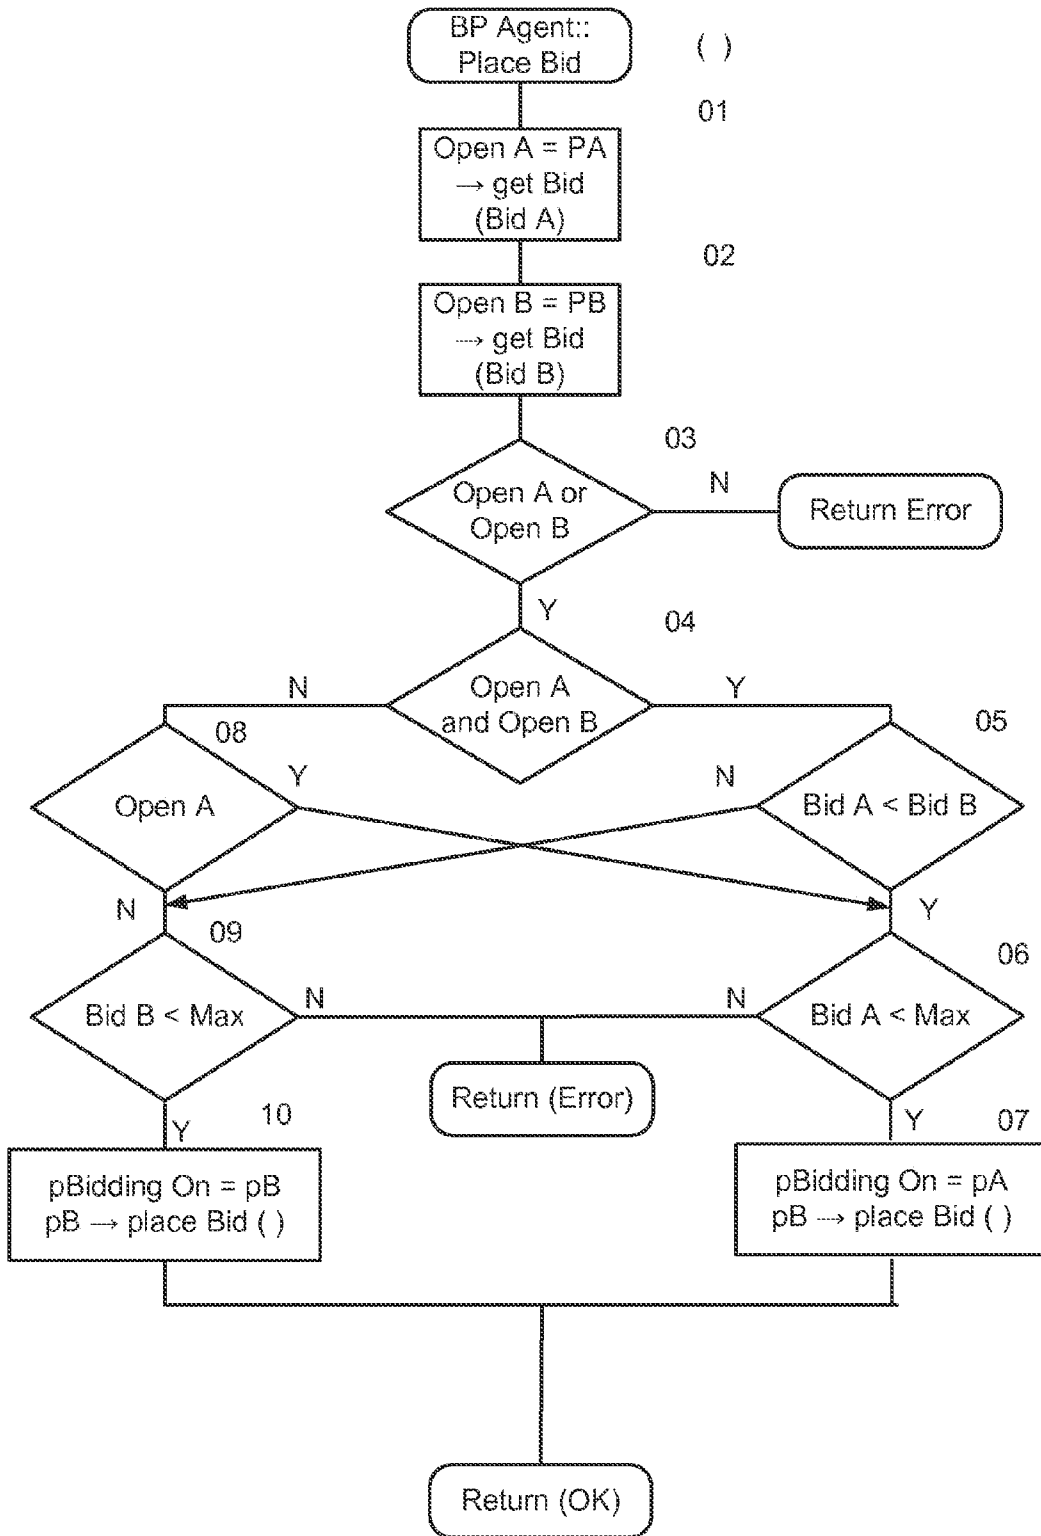 BP Agent::
Place Bid
( )
01
Open A = PA
→ get Bid
(Bid A)
02
Open B = PB
→ get Bid
(Bid B)
03
Open A or
Open B
N
Return Error
Y
04
Open A
and Open B
N
Y
08
05
Open A
Y
N
Bid A < Bid B
N
Y
09
06
Bid B < Max
N
N
Bid A < Max
Return (Error)
Y
10
Y
07
pBidding On = pB
pB → place Bid ( )
pBidding On = pA
pB → place Bid ( )
Return (OK)